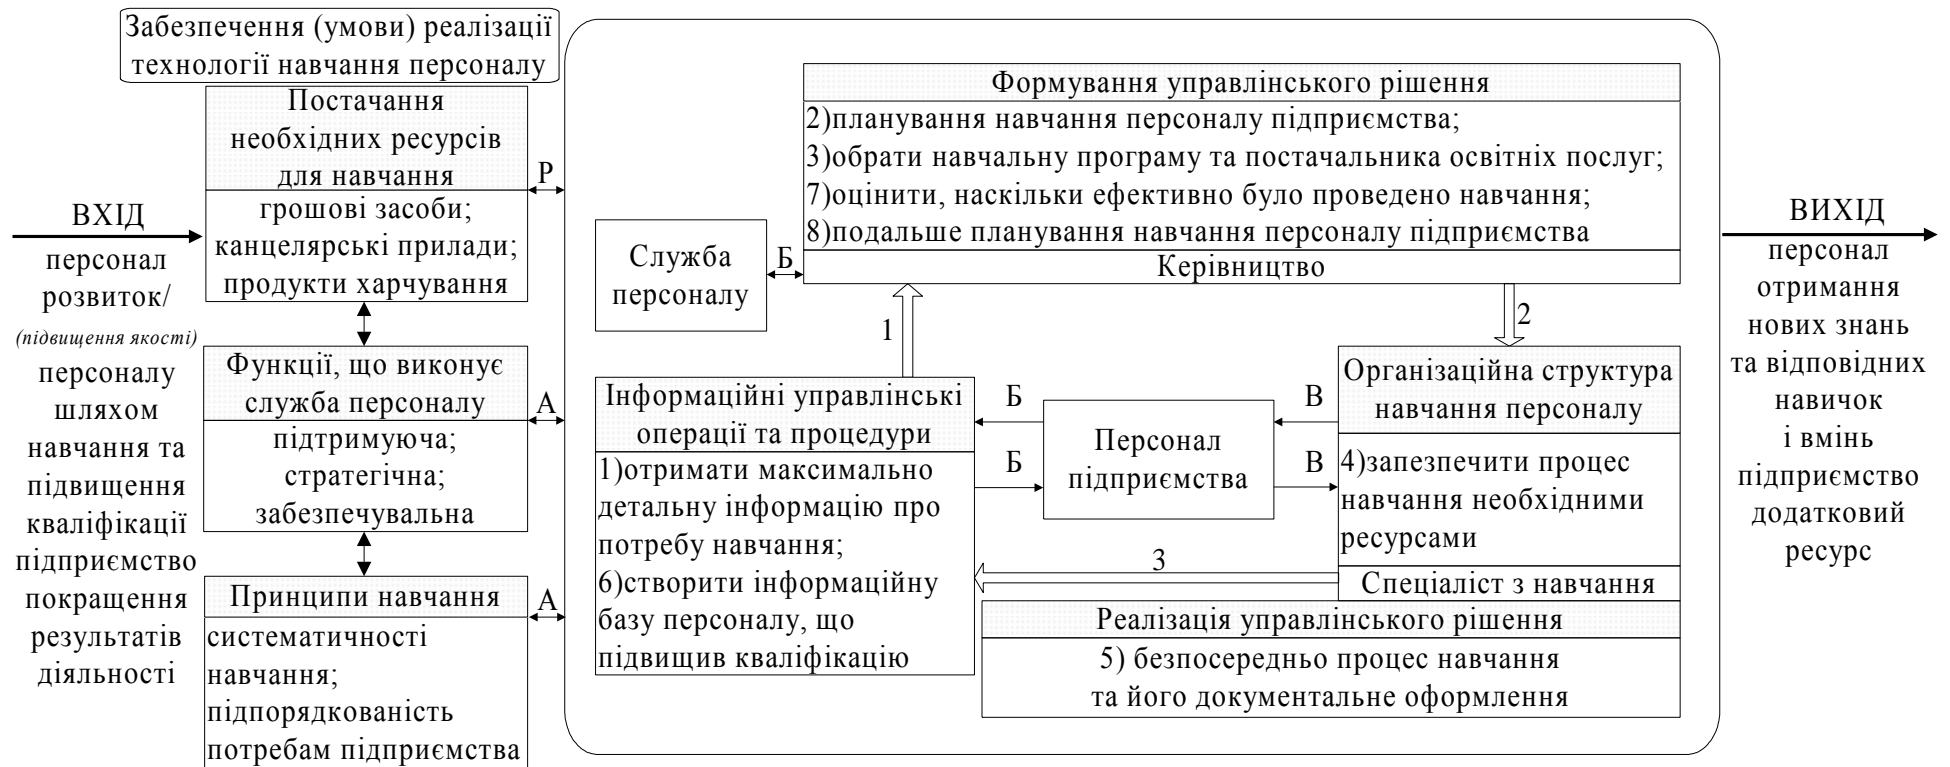 Забезпечення (умови) реалізації
технології навчання персоналу
ВХІД
персонал
розвиток/
(підвищення якості)
персоналу
шляхом
навчання та
підвищення
кваліфікації
підприємство
покращення
результатів
діяльності
Постачання
необхідних ресурсів
для навчання
грошові засоби;
канцелярські прилади;
продукти харчування
Р
Функції, що виконує
служба персоналу
підтримуюча;
стратегічна;
забезпечувальна
А
Принципи навчання
систематичності
навчання;
підпорядкованість
потребам підприємства
А
Служба
персоналу
Б
Формування управлінського рішення
2)планування навчання персоналу підприємства;
3)обрати навчальну програму та постачальника освітніх послуг;
7)оцінити, наскільки ефективно було проведено навчання;
8)подальше планування навчання персоналу підприємства
Керівництво
1
2
Інформаційні управлінські
операції та процедури
1)отримати максимально
детальну інформацію про
потребу навчання;
6)створити інформаційну
базу персоналу, що
підвищив кваліфікацію
Б
Б
Персонал
підприємства
В
В
Організаційна структура
навчання персоналу
4)запезпечити процес
навчання необхідними
ресурсами
Спеціаліст з навчання
3
Реалізація управлінського рішення
5) безпосередньо процес навчання
та його документальне оформлення
ВИХІД
персонал
отримання
нових знань
та відповідних
навичок
і вмінь
підприємство
додатковий
ресурс